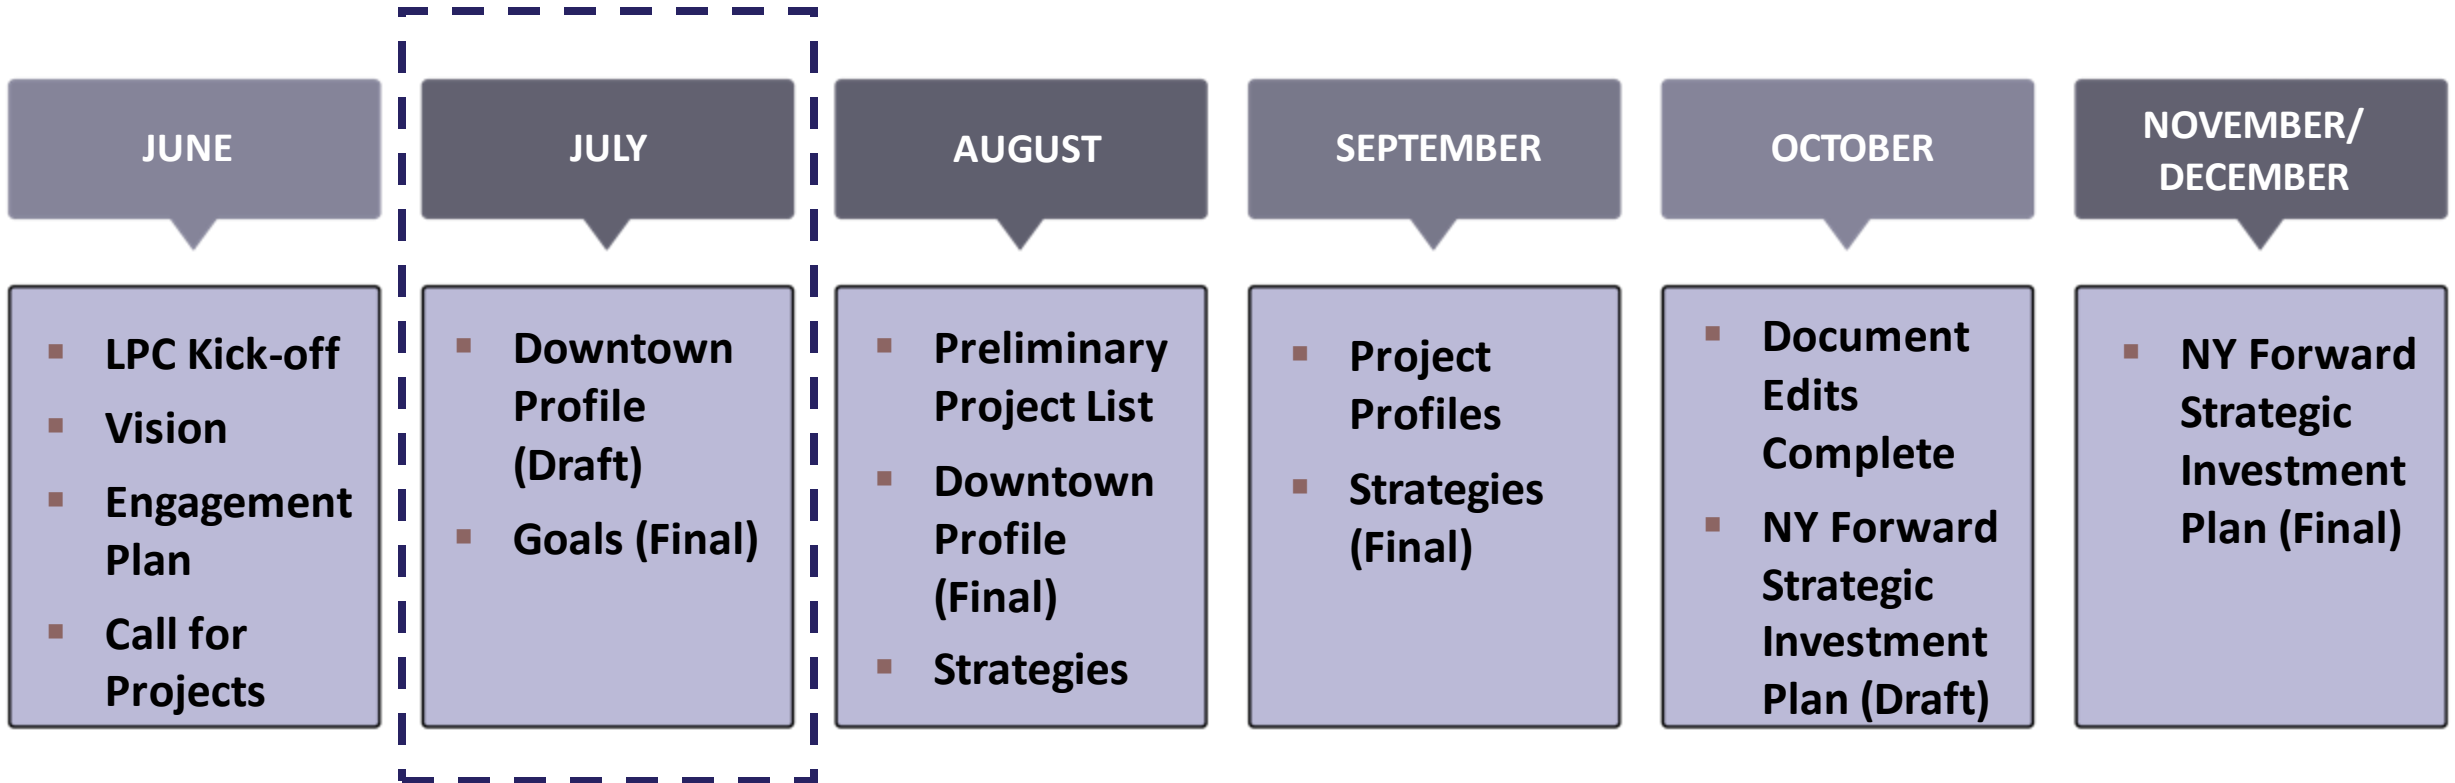 JUNE
LPC Kick-off
Vision
Engagement
Plan
Call for
Projects
JULY
Downtown
Profile
(Draft)
Goals (Final)
AUGUST
Preliminary
Project List
Downtown
Profile
(Final)
Strategies
SEPTEMBER
Project
Profiles
Strategies
(Final)
OCTOBER
Document
Edits
Complete
NY Forward
Strategic
Investment
Plan (Draft)
NOVEMBER/
DECEMBER
NY Forward
Strategic
Investment
Plan (Final)